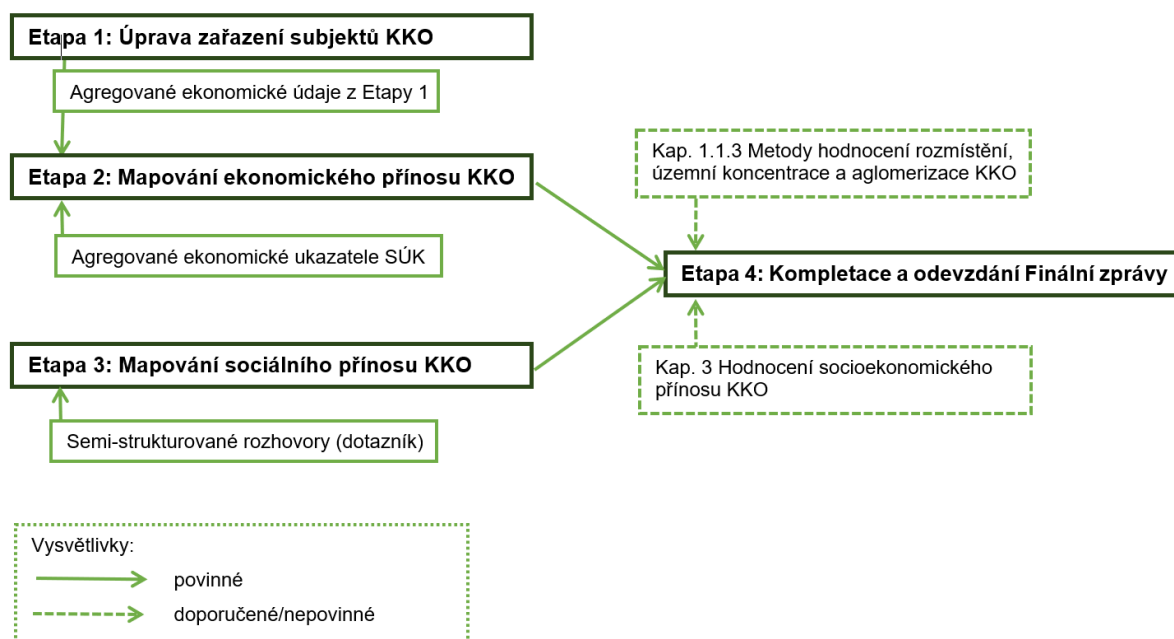 Etapa 1: Úprava zařazení subjektů KKO
Agregované ekonomické údaje z Etapy 1
Etapa 2: Mapování ekonomického přínosu KKO
Agregované ekonomické ukazatele SÚK
Etapa 3: Mapování sociálního přínosu KKO
Semi-strukturované rozhovory (dotazník)
Kap. 1.1.3 Metody hodnocení rozmístění,
územní koncentrace a aglomerizace KKO
Etapa 4: Kompletace a odevzdání Finální zprávy
Kap. 3 Hodnocení socioekonomického
přínosu KKO
Vysvětlivky:
povinné
doporučené/nepovinné